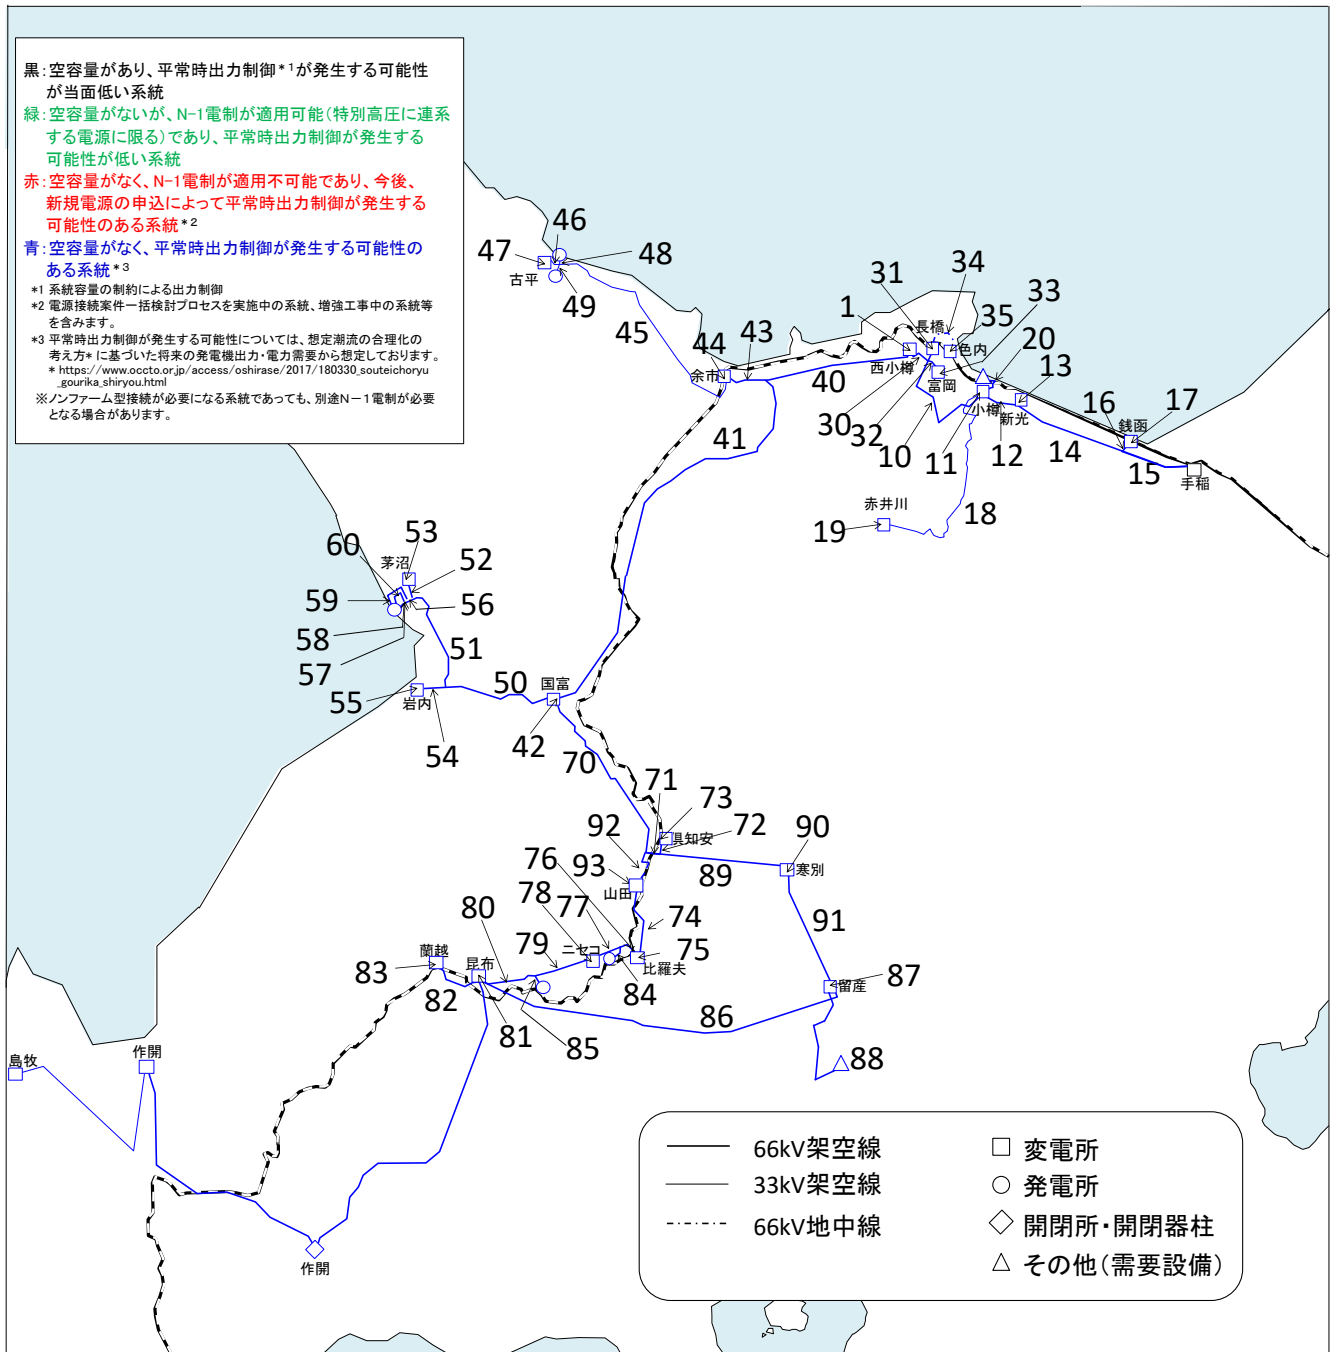 黒：空容量があり、平常時出力制御*1が発生する可能性
が当面低い系統
緑：空容量がないが、N-1電制が適用可能（特別高圧に連系
する電源に限る）であり、平常時出力制御が発生する
可能性が低い系統
赤：空容量がなく、N-1電制が適用不可能であり、今後、
新規電源の申込によって平常時出力制御が発生する
可能性のある系統*2
青：空容量がなく、平常時出力制御が発生する可能性の
ある系統*3
*1 系統容量の制約による出力制御
*2 電源接続案件一括検討プロセスを実施中の系統、増強工事中の系統等
を含みます。
*3 平常時出力制御が発生する可能性については、想定潮流の合理化の
考え方* に基づいた将来の発電機出力・電力需要から想定しております。
* https://www.occto.or.jp/access/oshirase/2017/180330_souteichoryu
_gourika_shiryou.html
※ノンファーム型接続が必要になる系統であっても、別途N－1電制が必要
となる場合があります。
46
47
48
古平
49
45
44
43
余市
40
41
31
34
33
1
長橋
35
色内
20
13
西小樽
富岡
小樽
新光
30
32
10
11
12
14
16
17
銭函
15
手稲
赤井川
19
18
60
53
茅沼
52
59
56
58
57
51
55
岩内
54
50
国富
42
70
71
73
72
倶知安
92
90
寒別
89
76
93
山田
78
77
74
91
80
79
ニセコ
75
比羅夫
蘭越
83
昆布
82
84
81
85
86
87
留産
88
島牧
作開
作開
66kV架空線
33kV架空線
66kV地中線
変電所
発電所
開閉所・開閉器柱
その他（需要設備）